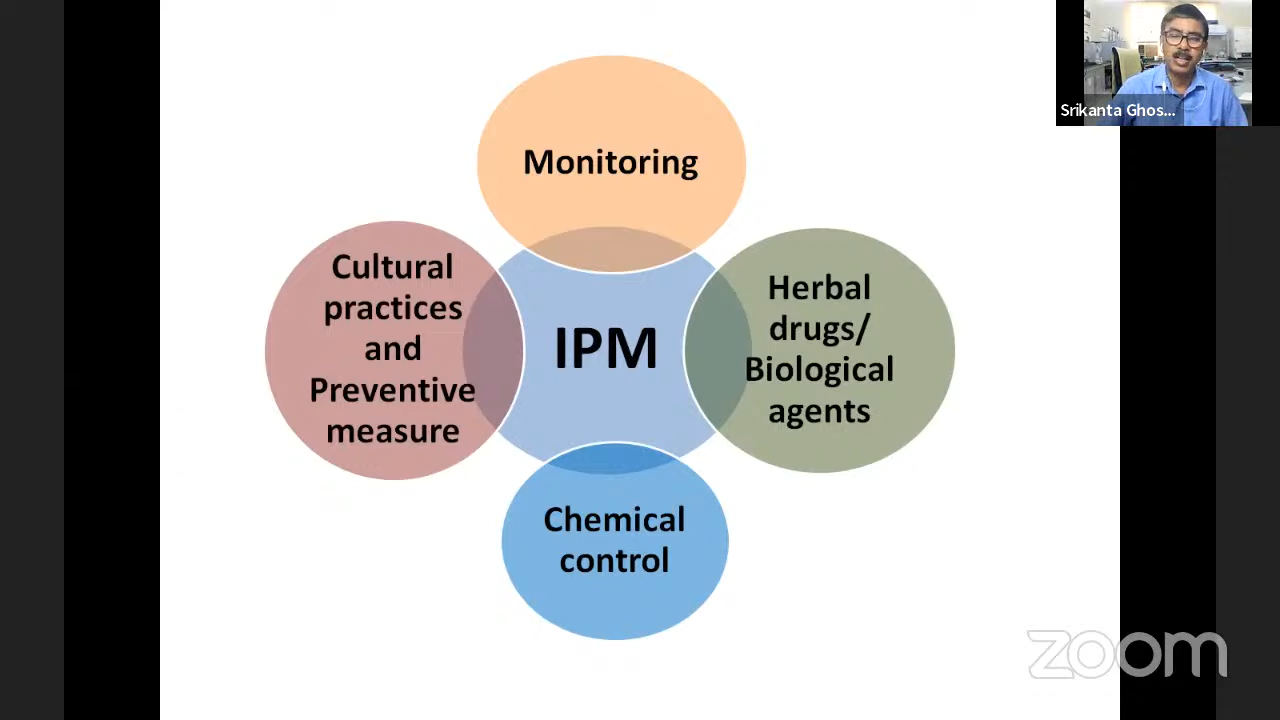 Srikanta Ghos...
Monitoring
Cultural
practices
and
Preventive
measure
IPM
Herbal
drugs/
Biological
agents
Chemical
control
zoom